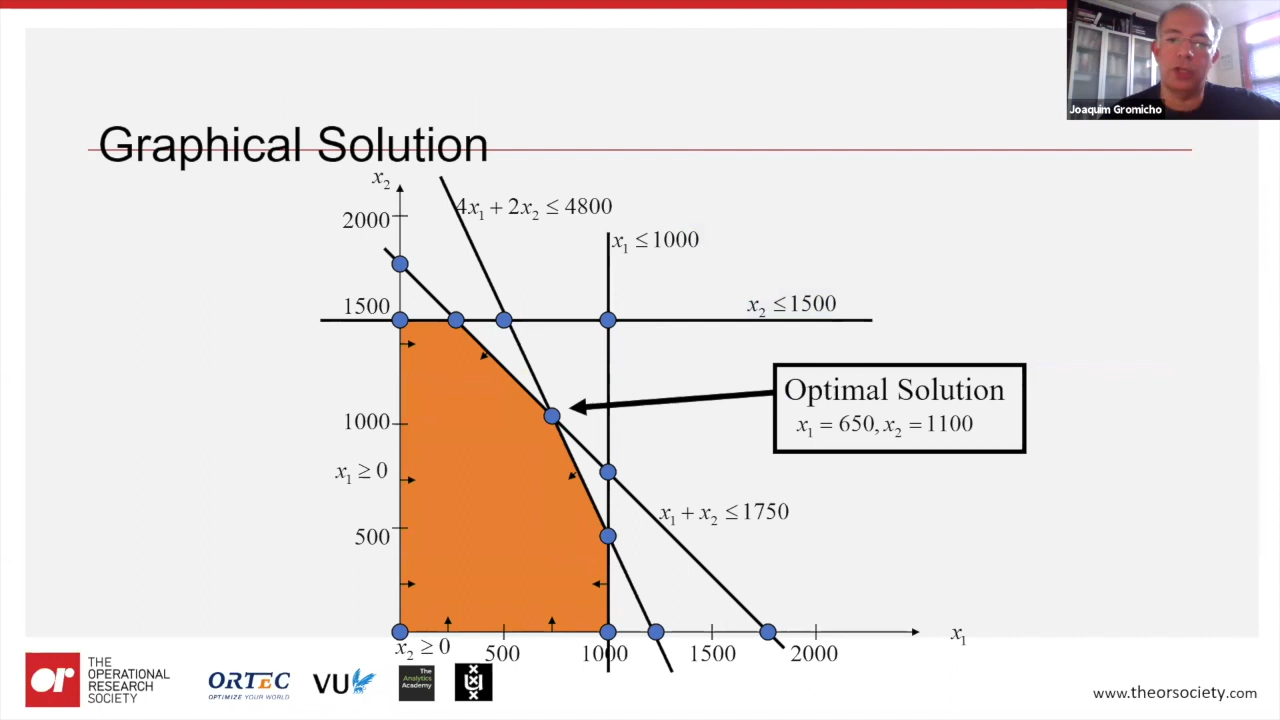 Joaquim Gromicho
Graphical Solution
x₂
4x₁ + 2x₂ ≤ 4800
2000
x₁ ≤ 1000
1500
x₂ ≤ 1500
Optimal Solution
x₁ = 650, x₂ = 1100
1000
x₁ ≥ 0
x₁ + x₂ ≤ 1750
500
x₂ ≥ 0
500
1000
1500
2000
x₁
or
THE
OPERATIONAL
RESEARCH
SOCIETY
ORTEC
OPTIMIZE YOUR WORLD
VU
The
Analytics
Academy
www.theorsociety.com